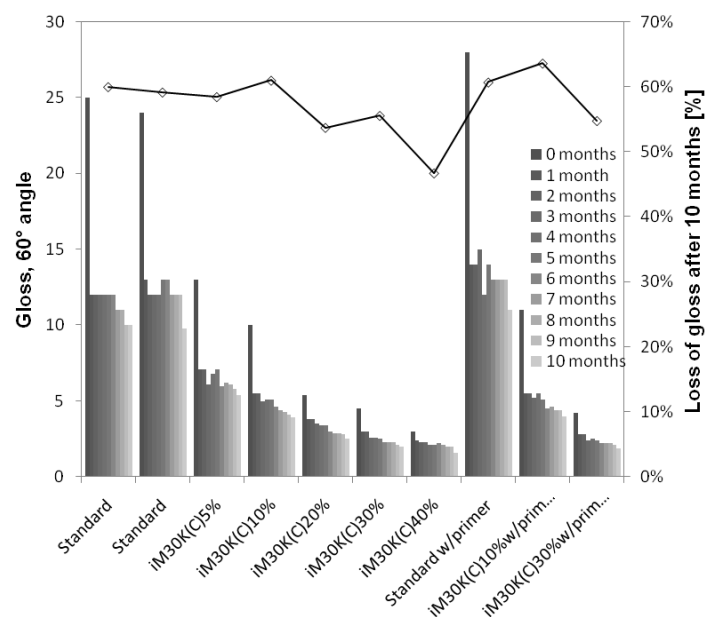 30
25
20
15
10
5
0
Gloss, 60° angle
70%
60%
50%
40%
30%
20%
10%
0%
Loss of gloss after 10 months [%]
0 months
1 month
2 months
3 months
4 months
5 months
6 months
7 months
8 months
9 months
10 months
Standard
Standard
iM30K(C)5%
iM30K(C)10%
iM30K(C)20%
iM30K(C)30%
iM30K(C)40%
Standard w/primer
iM30K(C)10%w/prim...
iM30K(C)30%w/prim...